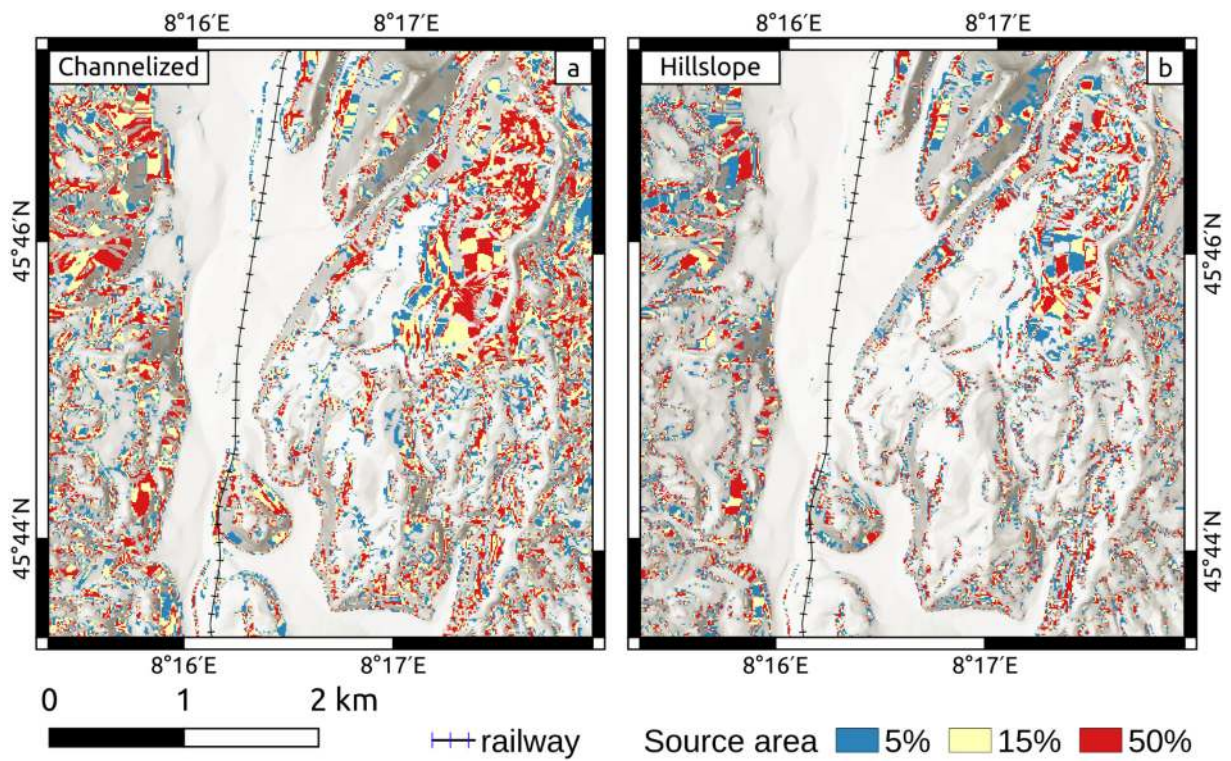 8°16′E 8°17′E 8°16′E 8°17′E
Channelized a Hillslope b
45°46′N 45°46′N
45°44′N 45°44′N
8°16′E 8°17′E 8°16′E 8°17′E
0 1 2 km
railway Source area 5% 15% 50%